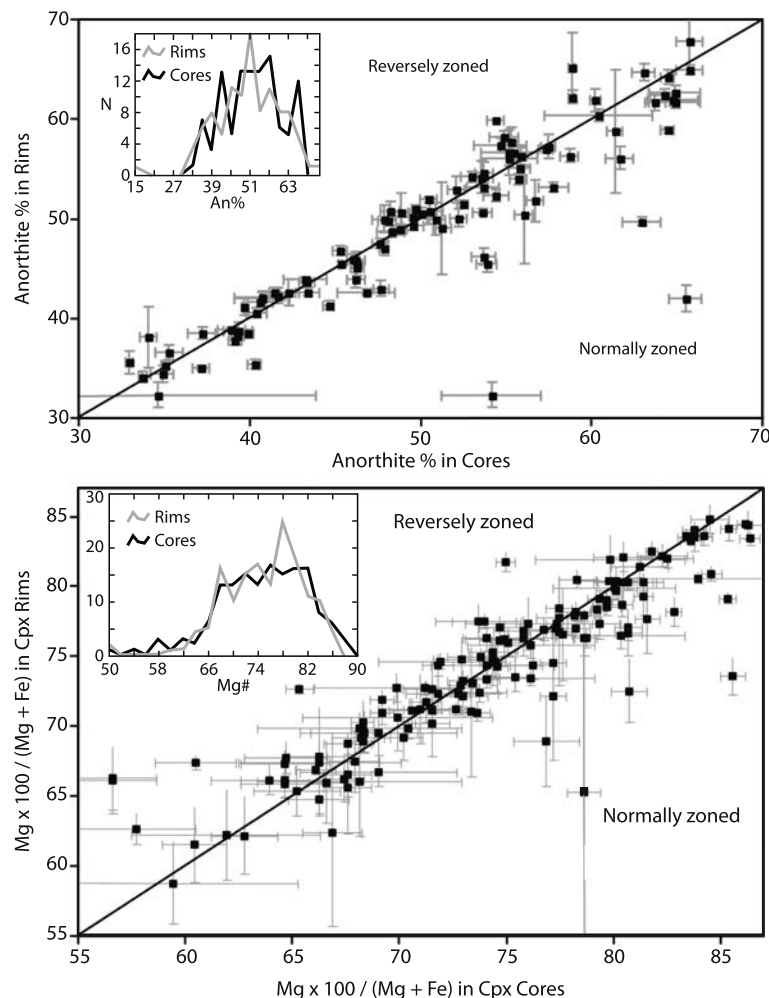 70
60
50
40
30
Anorthite % in Rims
16
12
8
4
0
N
Rims
Cores
15 27 39 51 63
An%
Reversely zoned
Normally zoned
30 40 50 60 70
Anorthite % in Cores
85
80
75
70
65
60
55
Mg x 100 / (Mg + Fe) in Cpx Rims
30
20
10
0
Rims
Cores
50 58 66 74 82 90
Mg#
Reversely zoned
Normally zoned
55 60 65 70 75 80 85
Mg x 100 / (Mg + Fe) in Cpx Cores